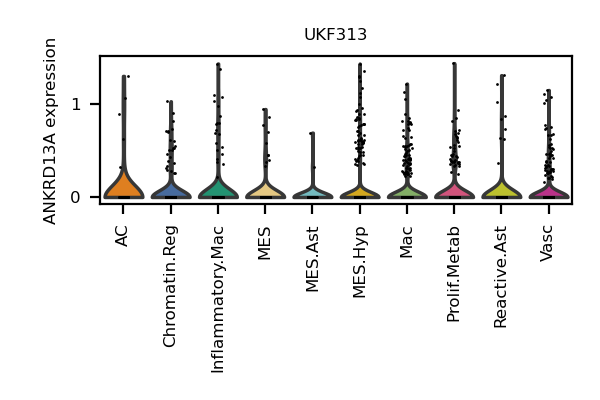 UKF313
ANKRD13A expression
1
0
AC
Chromatin.Reg
Inflammatory.Mac
MES
MES.Ast
MES.Hyp
Mac
Prolif.Metab
Reactive.Ast
Vasc